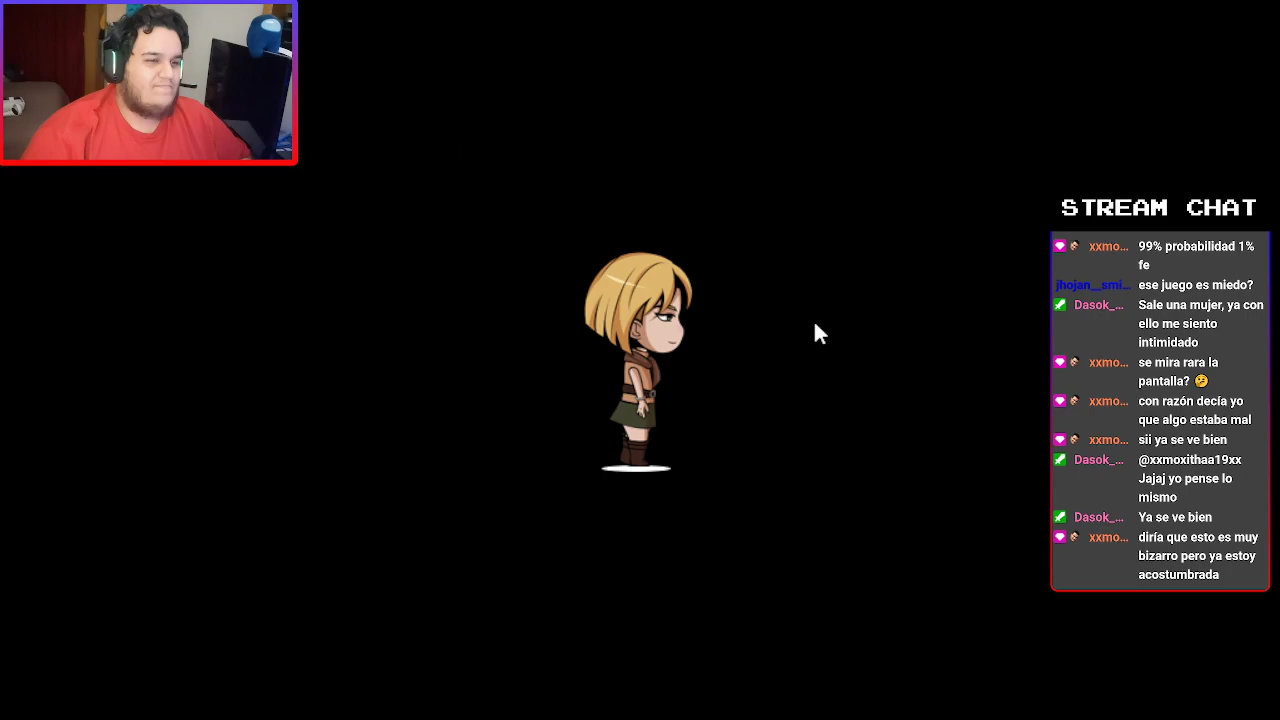 STREAM CHAT
xxmo... 99% probabilidad 1%
fe
jhojan__smi... ese juego es miedo?
Dasok_... Sale una mujer, ya con
ello me siento
intimidado
xxmo... se mira rara la
pantalla? 🤔
xxmo... con razón decía yo
que algo estaba mal
xxmo... sii ya se ve bien
Dasok_... @xxmoxithaa19xx
Jajaj yo pense lo
mismo
Dasok_... Ya se ve bien
xxmo... diría que esto es muy
bizarro pero ya estoy
acostumbrada